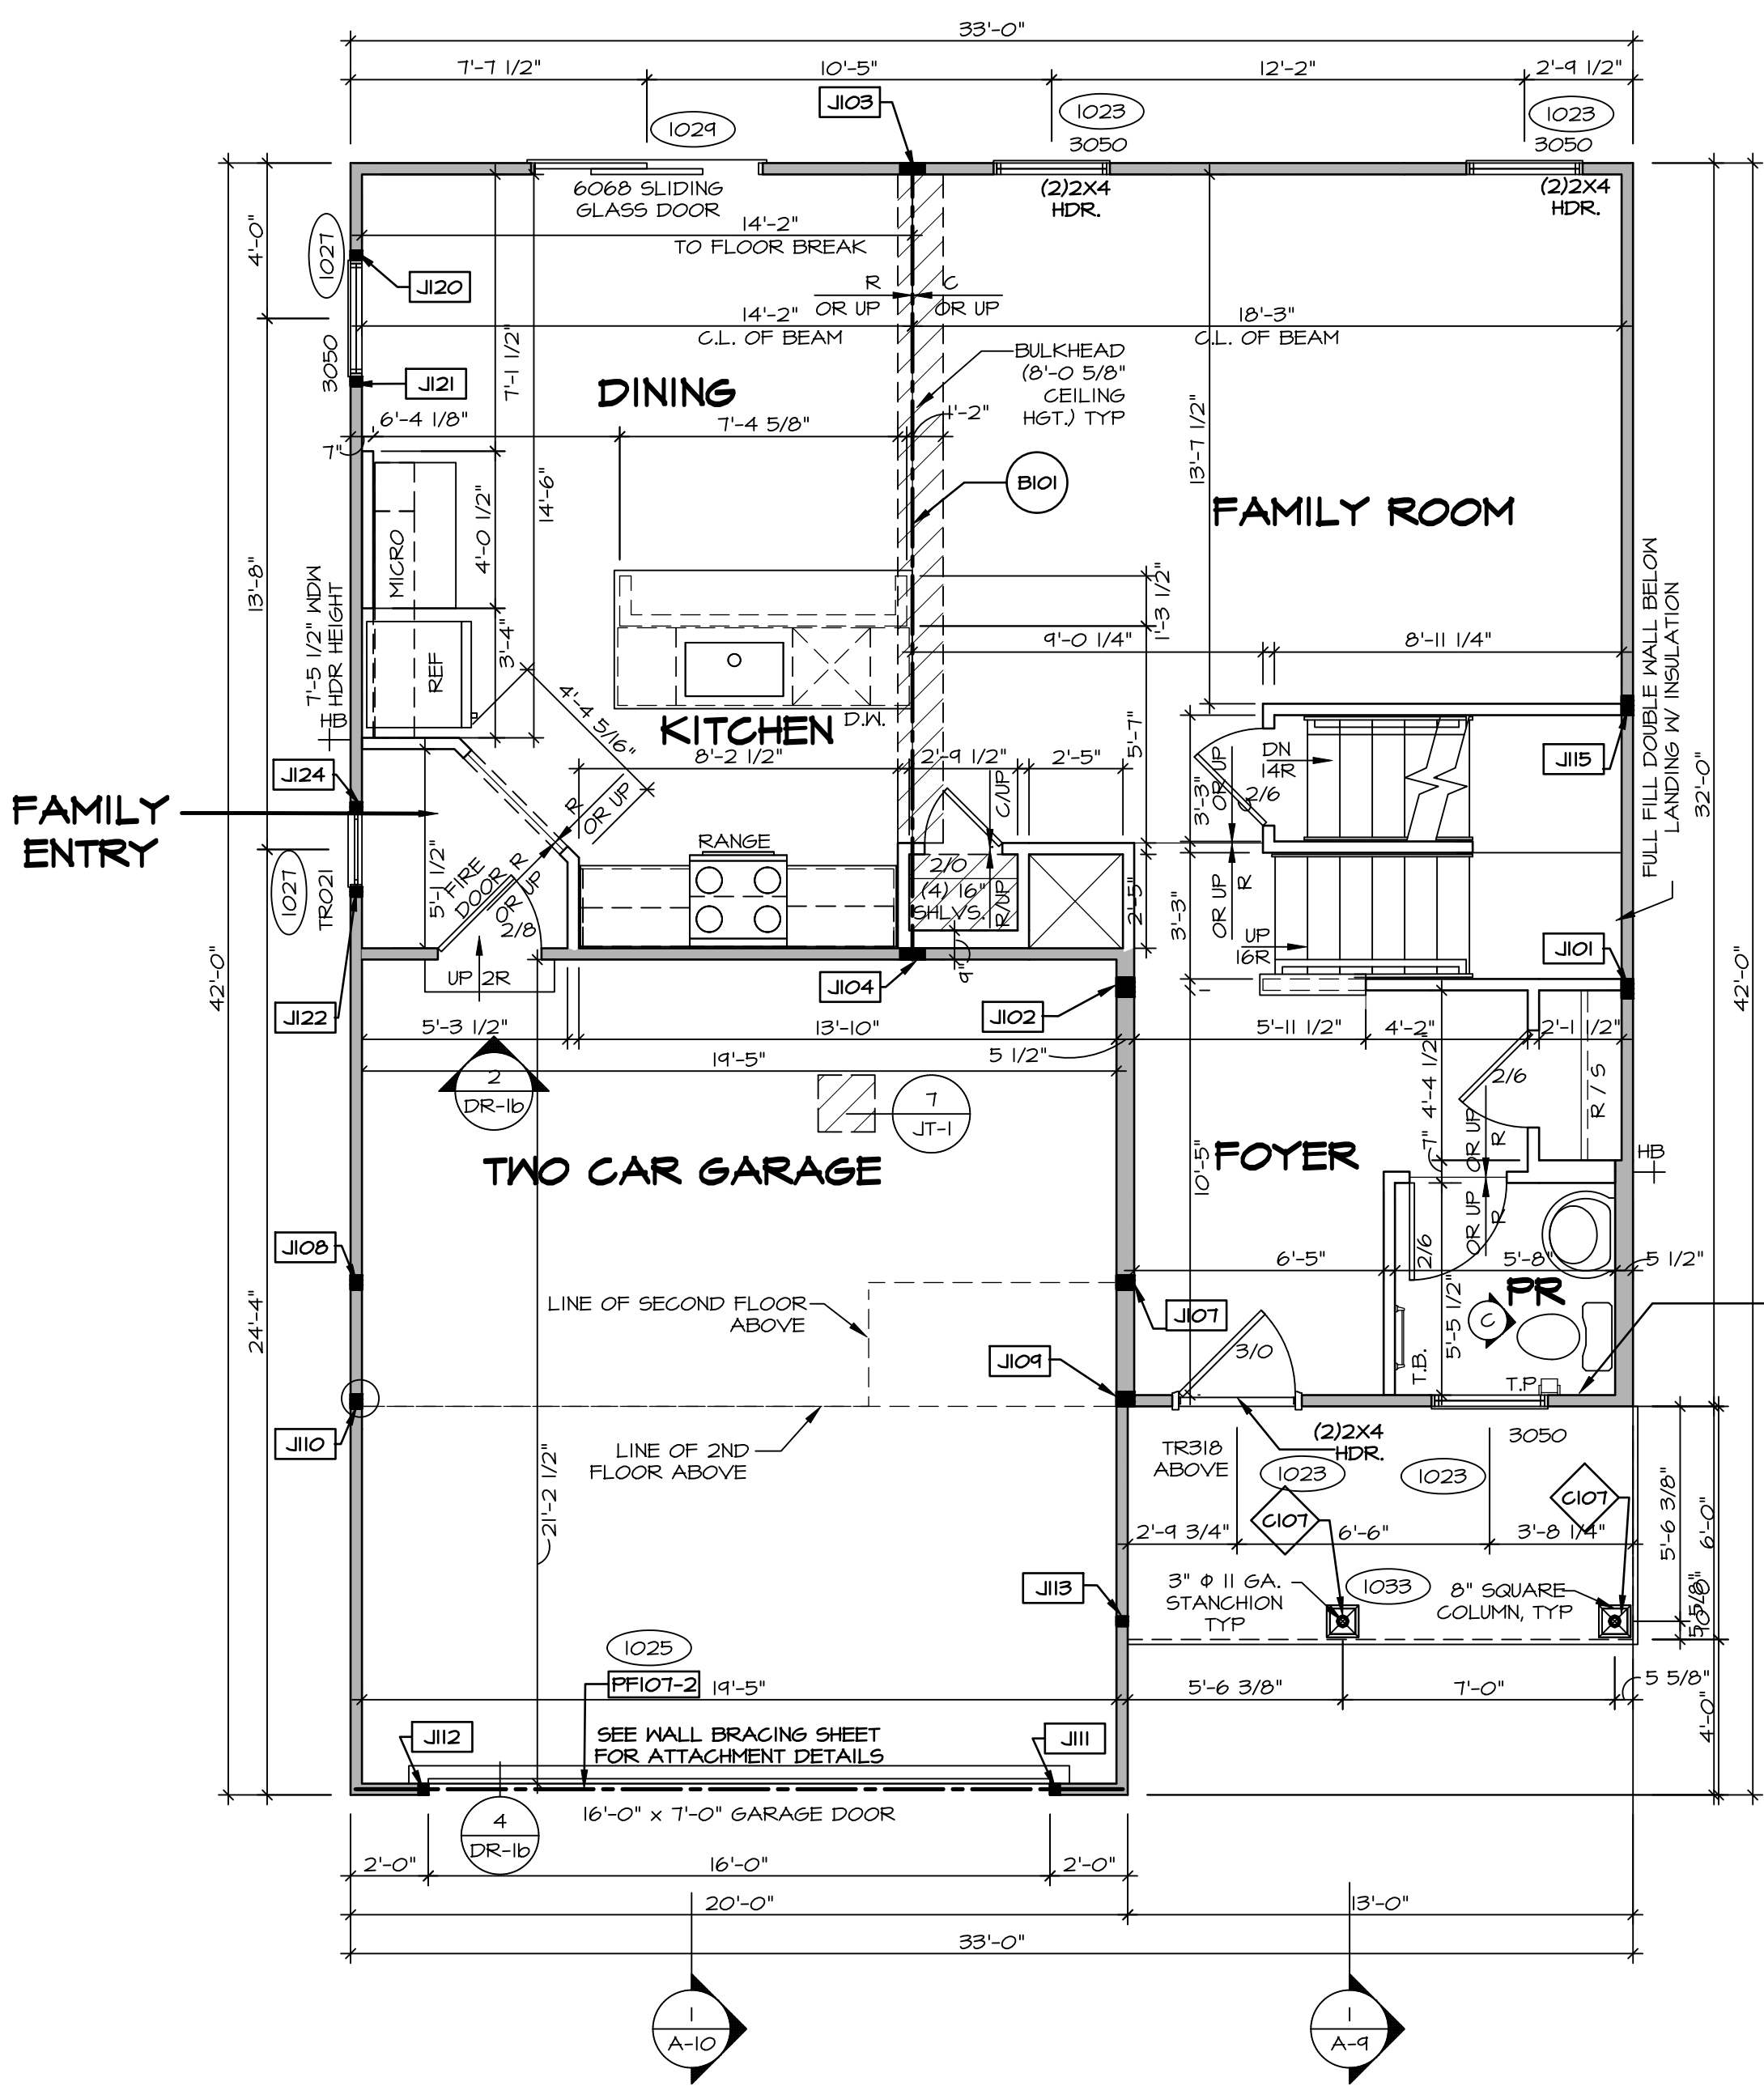 33'-0"
7'-7 1/2"
10'-5"
12'-2"
2'-9 1/2"
J103
1029
1023
1023
3050
3050
6068 SLIDING
GLASS DOOR
(2)2X4
HDR.
(2)2X4
HDR.
4'-0"
1027
J120
14'-2"
TO FLOOR BREAK
R
OR UP
C
OR UP
14'-2"
C.L. OF BEAM
18'-3"
C.L. OF BEAM
3050
J121
7'-1 1/2"
DINING
BULKHEAD
(8'-0 5/8"
CEILING
HGT.) TYP
6'-4 1/8"
7'-4 5/8"
7"
14'-6"
13'-7 1/2"
B101
FAMILY ROOM
MICRO
4'-0 1/2"
13'-8"
7'-5 1/2" WDW
HDR HEIGHT
HB
REF
3'-4"
4'-4 5/16"
1'-3 1/2"
9'-0 1/4"
8'-11 1/4"
FULL FILL DOUBLE WALL BELOW
LANDING W/ INSULATION
32'-0"
KITCHEN
D.W.
8'-2 1/2"
2'-9 1/2"
2'-5"
5'-7"
J124
FAMILY
ENTRY
R
OR UP
C/UP
3'-3"
OR UP
DN
14R
2/6
J115
RANGE
1027
TR021
5'-1 1/2"
FIRE
DOOR R
OR UP
2/8
2/0
(4) 16"
SHLVS.
R/UP
2'-5"
3'-3"
OR UP
R
UP
16R
J101
42'-0"
42'-0"
UP 2R
J104
9"
J102
J122
5'-3 1/2"
13'-10"
5'-11 1/2"
4'-2"
2'-1 1/2"
19'-5"
5 1/2"
2
DR-1b
7
JT-1
4'-4 1/2"
2/6
R / S
TWO CAR GARAGE
FOYER
10'-5"
7"
OR UP
R
HB
J108
OR UP
R
2/6
6'-5"
5'-8"
5 1/2"
PR
24'-4"
LINE OF SECOND FLOOR
ABOVE
J107
C
5'-5 1/2"
J109
3/0
T.B.
T.P.
J110
LINE OF 2ND
FLOOR ABOVE
21'-2 1/2"
TR318
ABOVE
(2)2X4
HDR.
3050
1023
1023
C107
C107
2'-9 3/4"
6'-6"
3'-8 1/4"
5'-6 3/8"
6'-0"
J113
3" Φ 11 GA.
STANCHION
TYP
1033
8" SQUARE
COLUMN, TYP
1025
PF107-2
19'-5"
5'-6 3/8"
7'-0"
5 5/8"
4'-0"
J112
SEE WALL BRACING SHEET
FOR ATTACHMENT DETAILS
J111
4
DR-1b
16'-0" x 7'-0" GARAGE DOOR
2'-0"
16'-0"
2'-0"
20'-0"
13'-0"
33'-0"
1
A-10
1
A-9